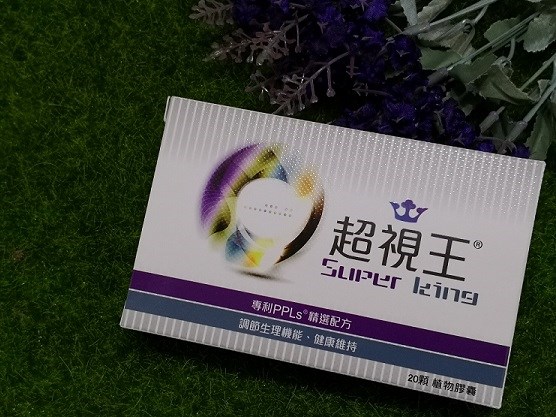 超視王®
Super King
專利PPLs®精選配方
調節生理機能、健康維持
20顆 植物膠囊